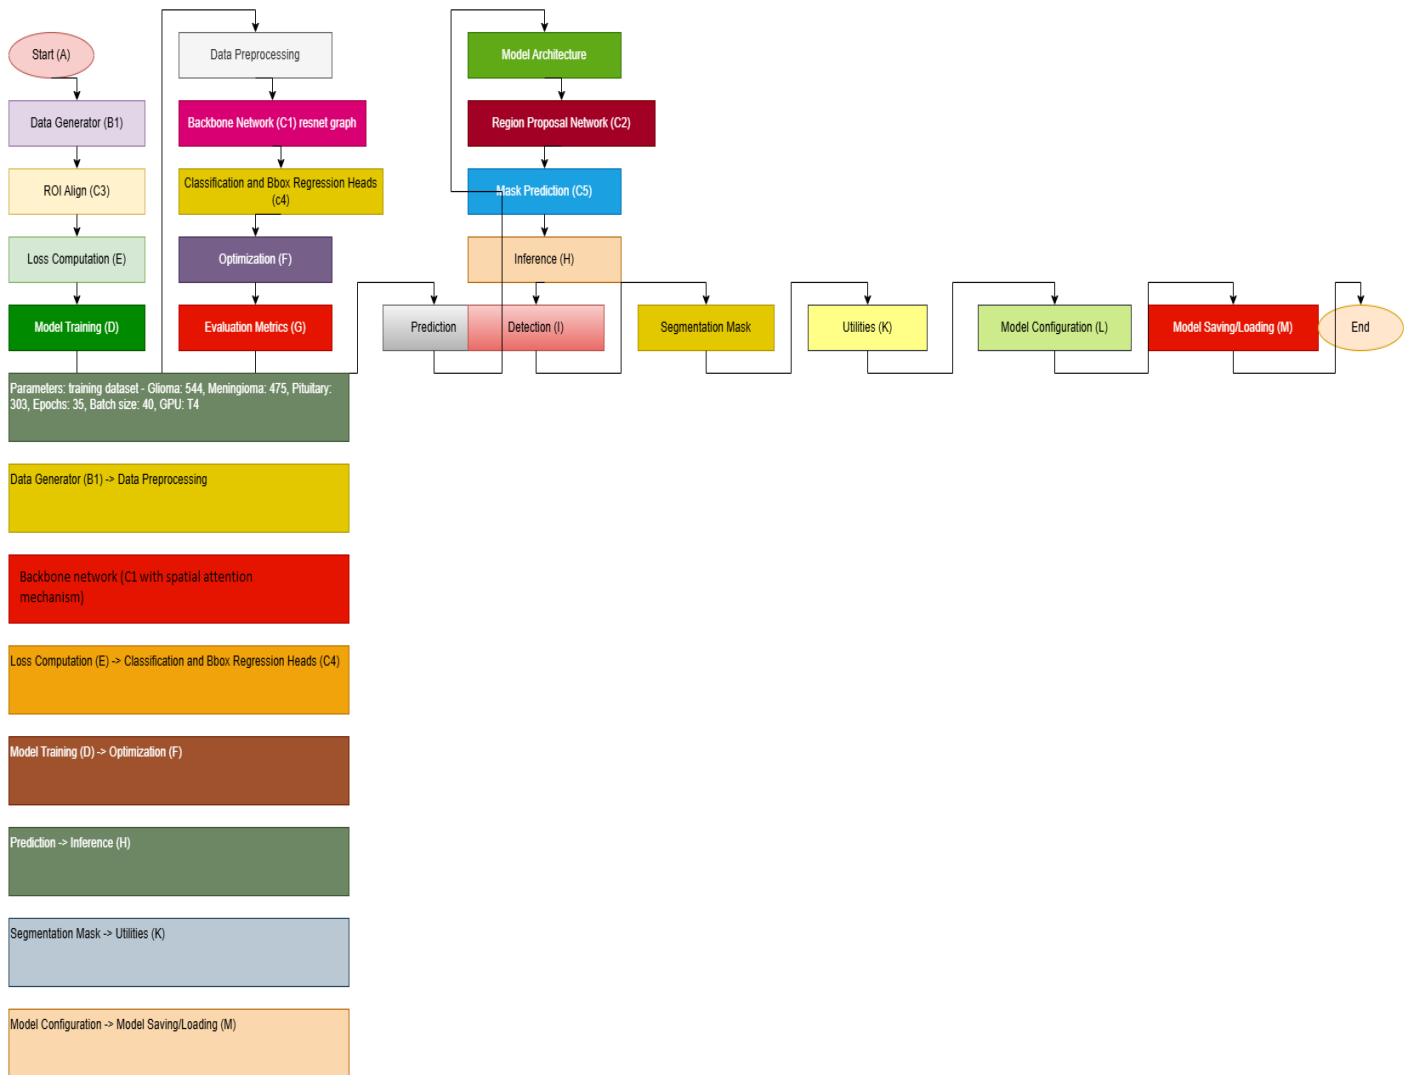 Start (A)
Data Preprocessing
Model Architecture
Data Generator (B1)
Backbone Network (C1) resnet graph
Region Proposal Network (C2)
ROI Align (C3)
Classification and Bbox Regression Heads
(c4)
Mask Prediction (C5)
Loss Computation (E)
Optimization (F)
Inference (H)
Model Training (D)
Evaluation Metrics (G)
Prediction
Detection (I)
Segmentation Mask
Utilities (K)
Model Configuration (L)
Model Saving/Loading (M)
End
Parameters: training dataset - Glioma: 544, Meningioma: 475, Pituitary:
303, Epochs: 35, Batch size: 40, GPU: T4
Data Generator (B1) -> Data Preprocessing
Backbone network (C1 with spatial attention
mechanism)
Loss Computation (E) -> Classification and Bbox Regression Heads (C4)
Model Training (D) -> Optimization (F)
Prediction -> Inference (H)
Segmentation Mask -> Utilities (K)
Model Configuration -> Model Saving/Loading (M)